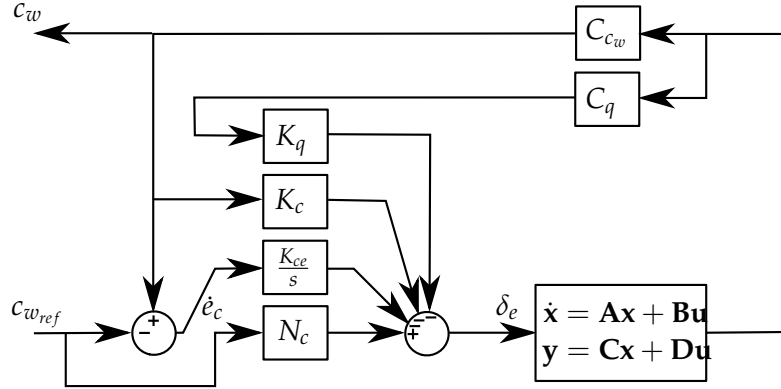 c_w
C_{c_w}
C_q
K_q
K_c
K_{ce}
s
c_{w_{ref}}
+
-
ė_c
N_c
- - - +
δ_e
ẋ = Ax + Bu
y = Cx + Du